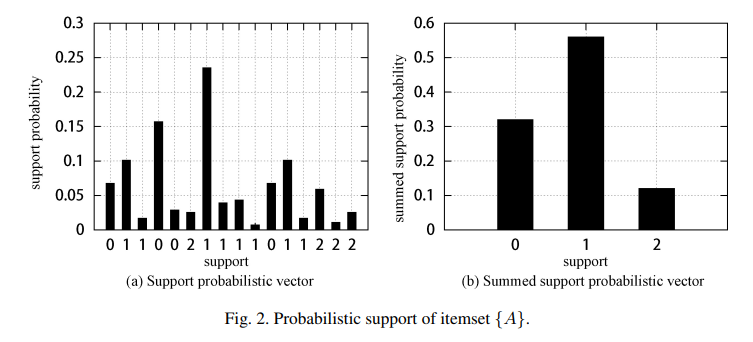 0.3
0.25
0.2
0.15
0.1
0.05
0
support probability
0 1 1 0 0 2 1 1 1 1 0 1 1 2 2 2
support
(a) Support probabilistic vector
0.6
0.5
0.4
0.3
0.2
0.1
0
summed support probability
0 1 2
support
(b) Summed support probabilistic vector
Fig. 2. Probabilistic support of itemset {A}.